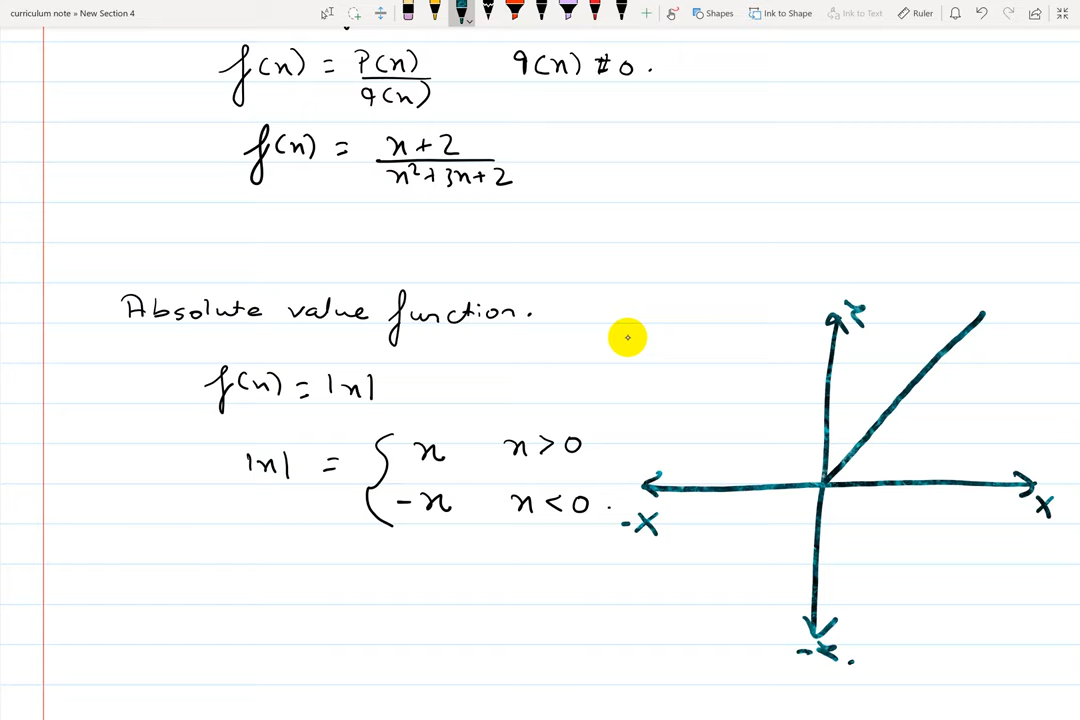 curriculum note » New Section 4
Shapes Ink to Shape Ink to Text Ruler
f(x) = P(x)/q(x) q(x) ≠ 0.
f(x) = x+2/x²+3x+2
Absolute value function.
f(x) = |x|
|x| = { x x > 0
-x x < 0.
-X X